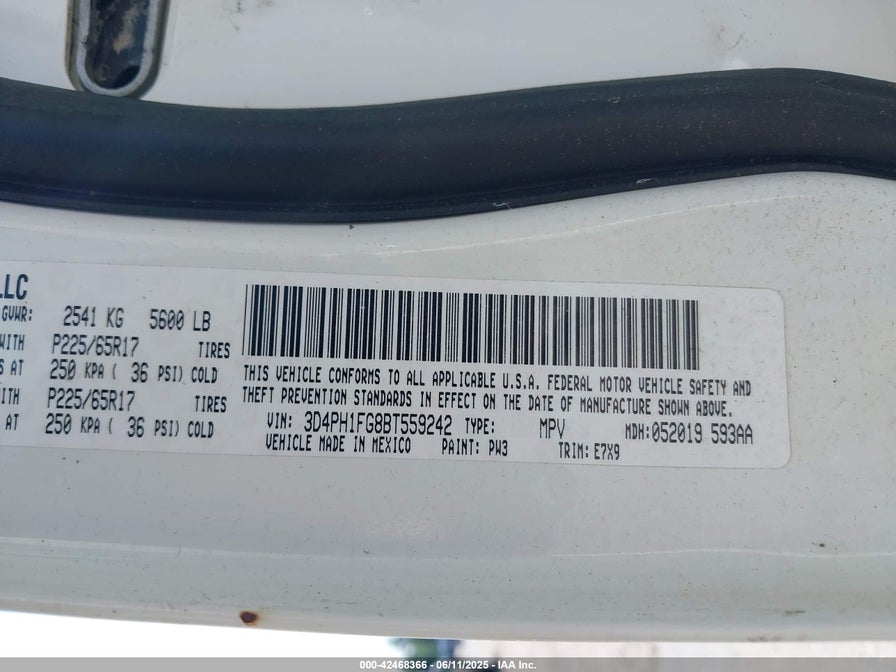 LLC
GVWR: 2541 KG 5600 LB
WITH P225/65R17 TIRES
S AT 250 KPA ( 36 PSI) COLD
WITH P225/65R17 TIRES
AT 250 KPA ( 36 PSI) COLD
THIS VEHICLE CONFORMS TO ALL APPLICABLE U.S.A. FEDERAL MOTOR VEHICLE SAFETY AND
THEFT PREVENTION STANDARDS IN EFFECT ON THE DATE OF MANUFACTURE SHOWN ABOVE.
VIN: 3D4PH1FG8BT559242 TYPE: MPV MDH:052019 593AA
VEHICLE MADE IN MEXICO PAINT: PW3 TRIM: E7X9
000-42468366 - 06/11/2025 - IAA Inc.